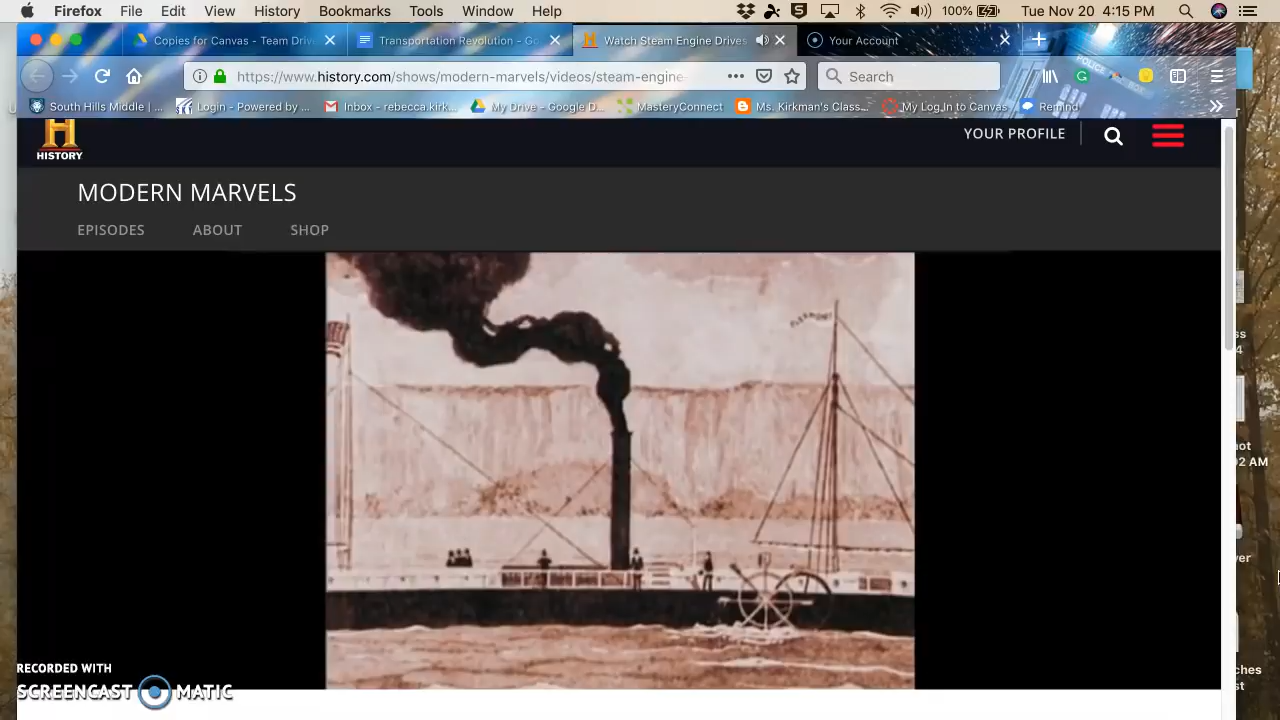 Firefox File Edit View History Bookmarks Tools Window Help 100% Tue Nov 20 4:15 PM
Copies for Canvas - Team Driv Transportation Revolution - Go Watch Steam Engine Drives Your Account
https://www.history.com/shows/modern-marvels/videos/steam-engine Search
South Hills Middle | ... Login - Powered by ... Inbox - rebecca.kirk... My Drive - Google D... MasteryConnect Ms. Kirkman's Class... My Log In to Canvas Remind
HISTORY
YOUR PROFILE
MODERN MARVELS
EPISODES ABOUT SHOP
RECORDED WITH
SCREENCAST MATIC